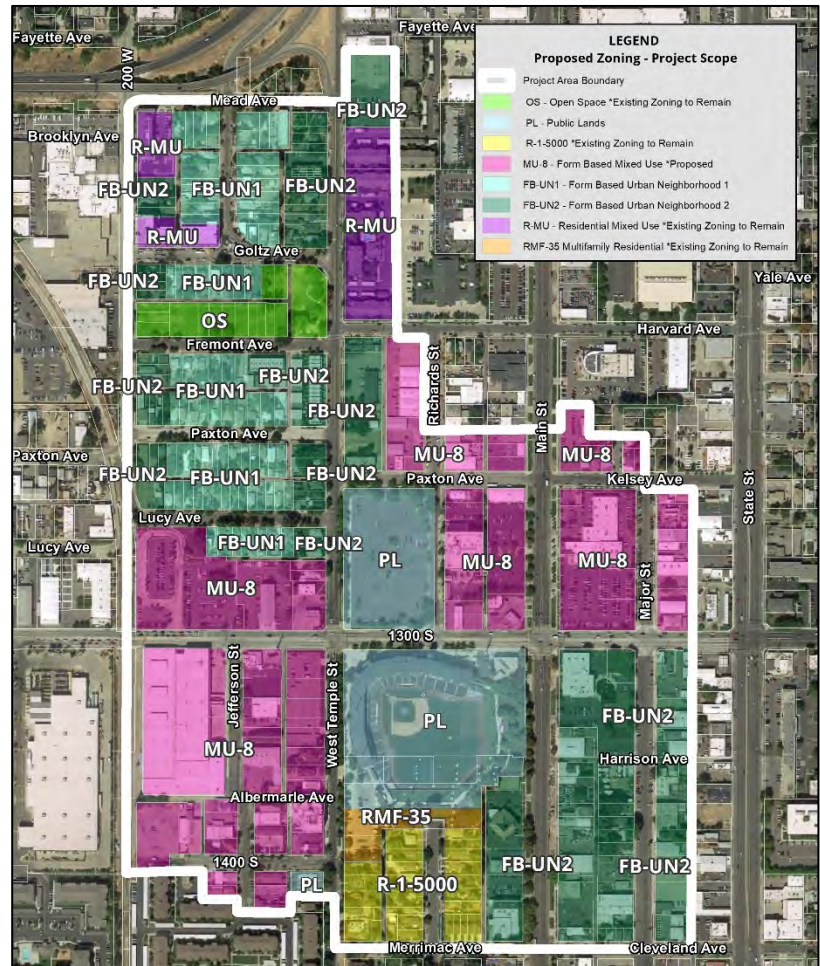 Fayette Ave
Fayette Ave
200 W
LEGEND
Proposed Zoning - Project Scope
Project Area Boundary
OS - Open Space *Existing Zoning to Remain
PL - Public Lands
R-1-5000 *Existing Zoning to Remain
MU-8 - Form Based Mixed Use *Proposed
FB-UN1 - Form Based Urban Neighborhood 1
FB-UN2 - Form Based Urban Neighborhood 2
R-MU - Residential Mixed Use *Existing Zoning to Remain
RMF-35 Multifamily Residential *Existing Zoning to Remain
Mead Ave
FB-UN2
Brooklyn Ave
R-MU
FB-UN2
FB-UN1
FB-UN2
R-MU
R-MU
Goltz Ave
FB-UN2
FB-UN1
Yale Ave
OS
Harvard Ave
Fremont Ave
Richards St
FB-UN2
FB-UN2
FB-UN1
FB-UN2
Main St
Paxton Ave
Paxton Ave
MU-8
MU-8
FB-UN2
FB-UN1
FB-UN2
Paxton Ave
Kelsey Ave
State St
Lucy Ave
Lucy Ave
FB-UN1
FB-UN2
PL
MU-8
MU-8
MU-8
Major St
1300 S
Jefferson St
West Temple St
PL
FB-UN2
MU-8
Harrison Ave
Albermarle Ave
RMF-35
1400 S
PL
R-1-5000
FB-UN2
FB-UN2
Merrimac Ave
Cleveland Ave